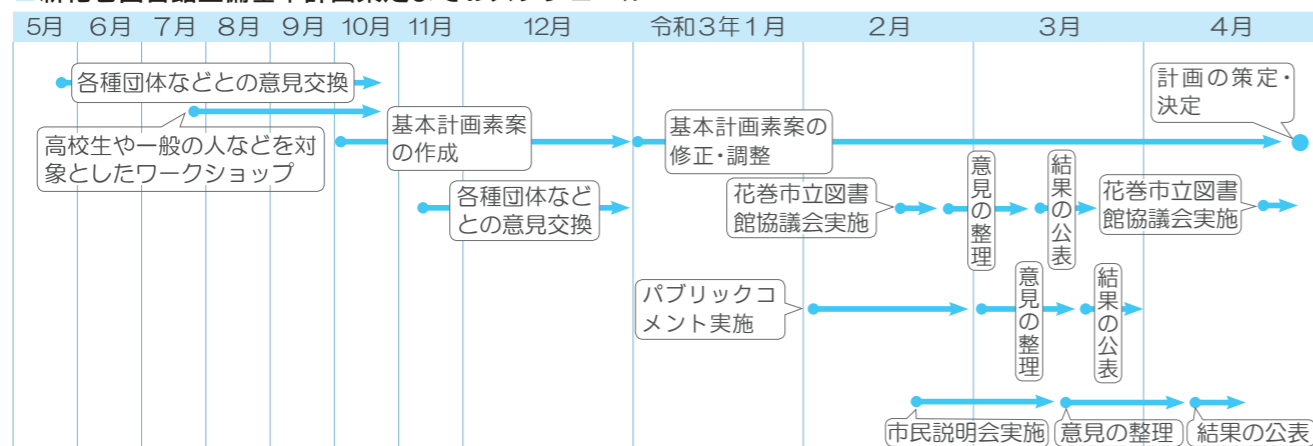 5月 6月 7月 8月 9月 10月 11月 12月 令和3年1月 2月 3月 4月
各種団体などとの意見交換
高校生や一般の人などを対
象としたワークショップ
基本計画素案
の作成
基本計画素案の
修正・調整
計画の策定・
決定
各種団体など
との意見交換
花巻市立図書
館協議会実施
意見の整理
結果の公表
花巻市立図書
館協議会実施
パブリックコ
メント実施
意見の整理
結果の公表
市民説明会実施
意見の整理
結果の公表